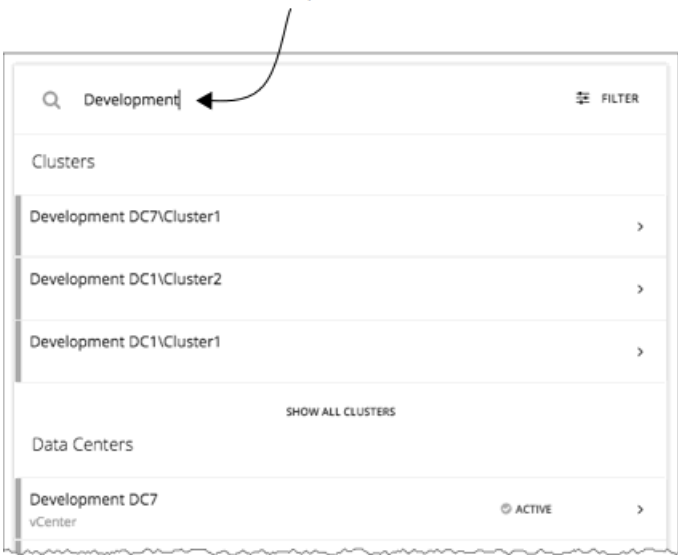 Development
FILTER
Clusters
Development DC7\Cluster1
Development DC1\Cluster2
Development DC1\Cluster1
SHOW ALL CLUSTERS
Data Centers
Development DC7
ACTIVE
vCenter